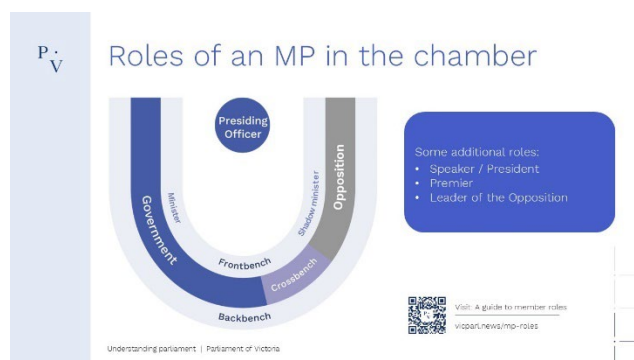 P.
V
Roles of an MP in the chamber
Presiding
Officer
Government
Minister
Frontbench
Backbench
Crossbench
Shadow minister
Opposition
Some additional roles:
• Speaker / President
• Premier
• Leader of the Opposition
Visit: A guide to member roles
vicparl.news/mp-roles
Understanding parliament | Parliament of Victoria